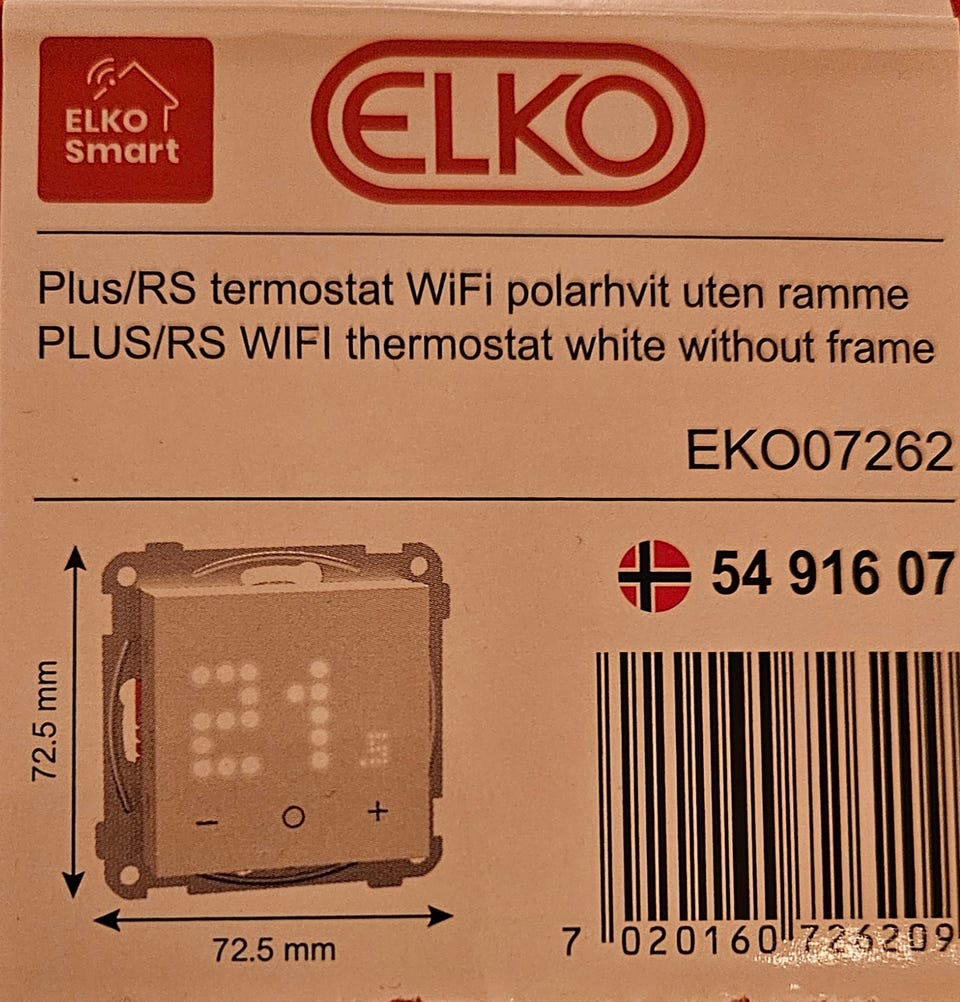 ELKO
Smart
ELKO
Plus/RS termostat WiFi polarhvit uten ramme
PLUS/RS WIFI thermostat white without frame
EKO07262
54 916 07
72.5 mm
21
− O +
72.5 mm
7 020160 726209